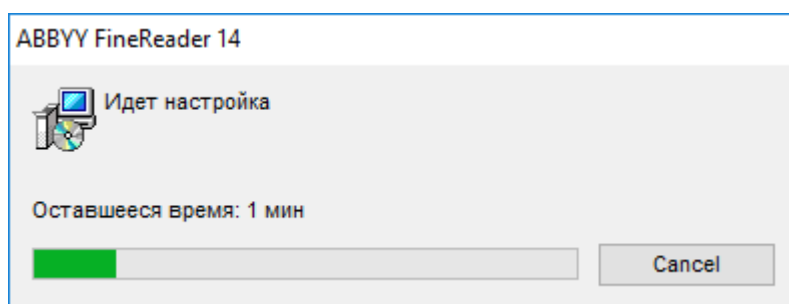 ABBYY FineReader 14
Идет настройка
Оставшееся время: 1 мин
Cancel